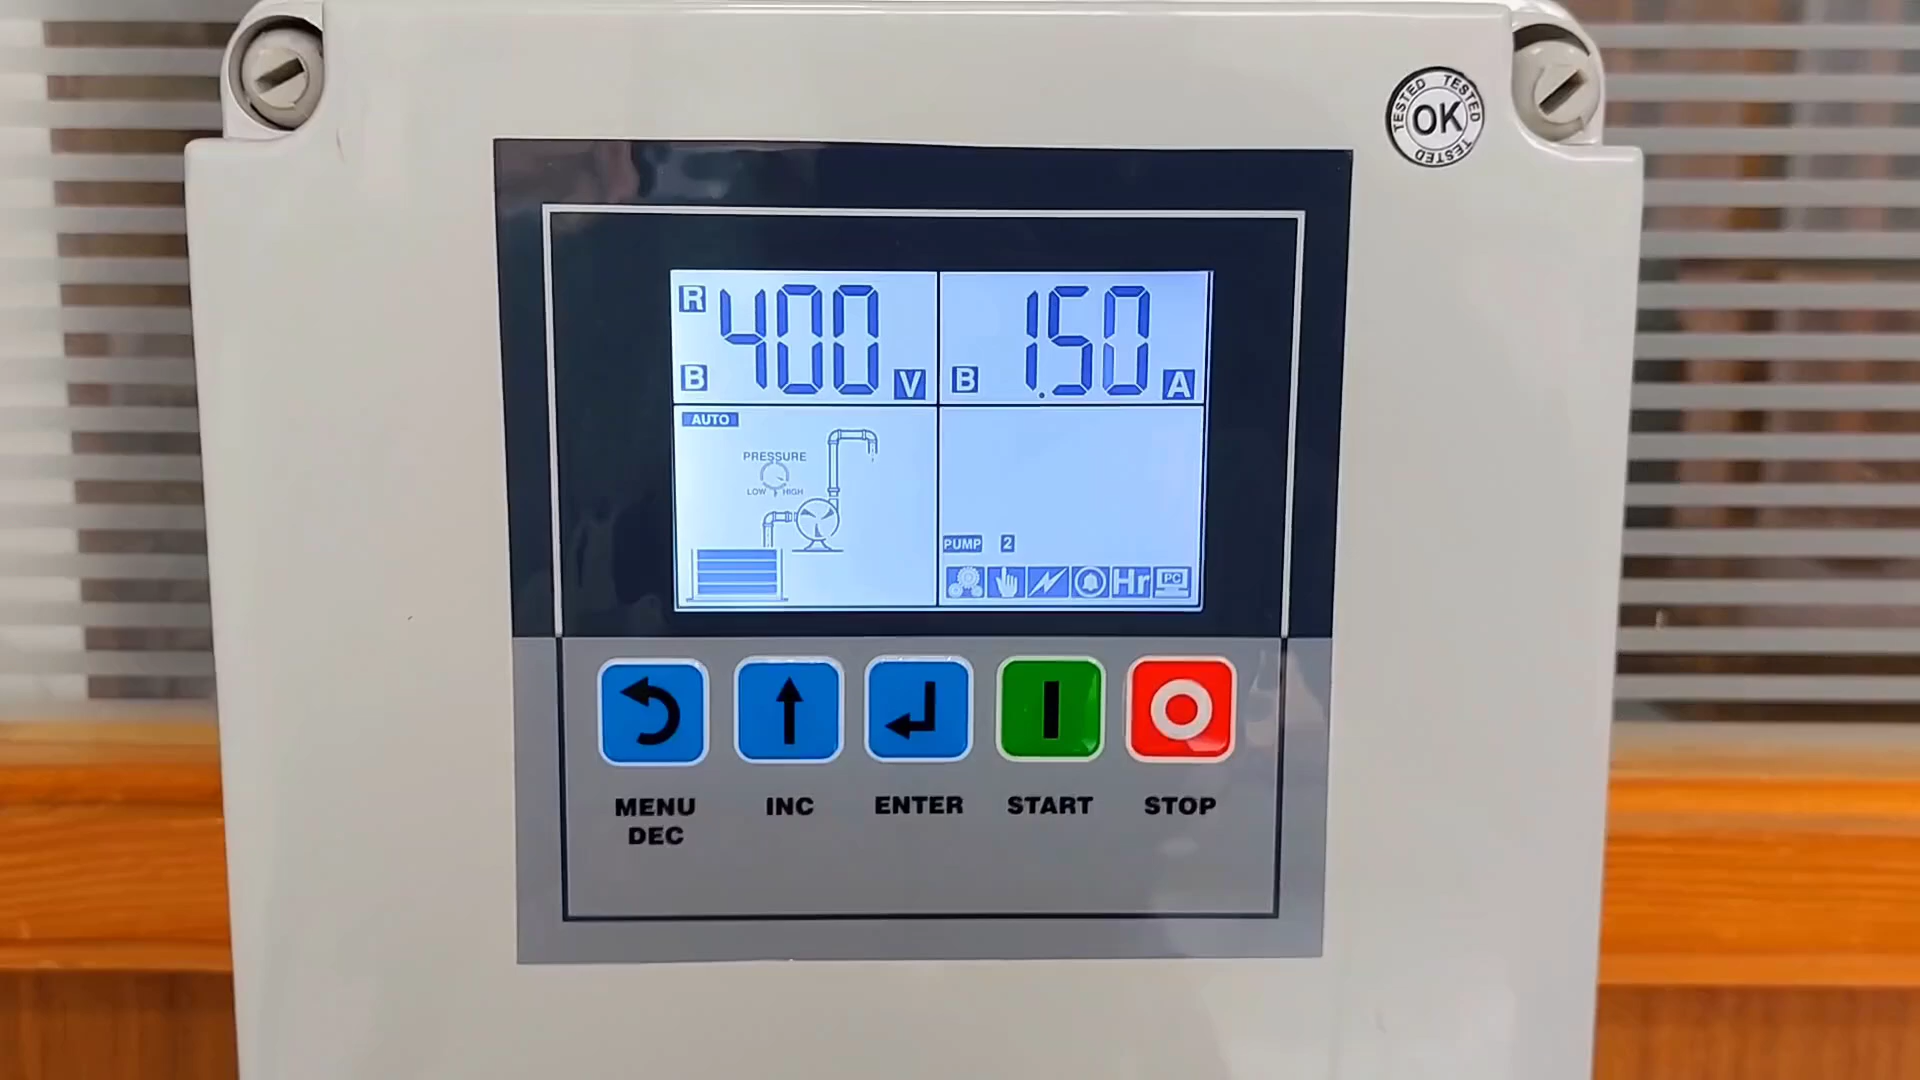 TESTED TESTED TESTED
OK
R 400
B V
B 1.50 A
AUTO
PRESSURE
LOW HIGH
PUMP 2
Hr PC
MENU INC ENTER START STOP
DEC